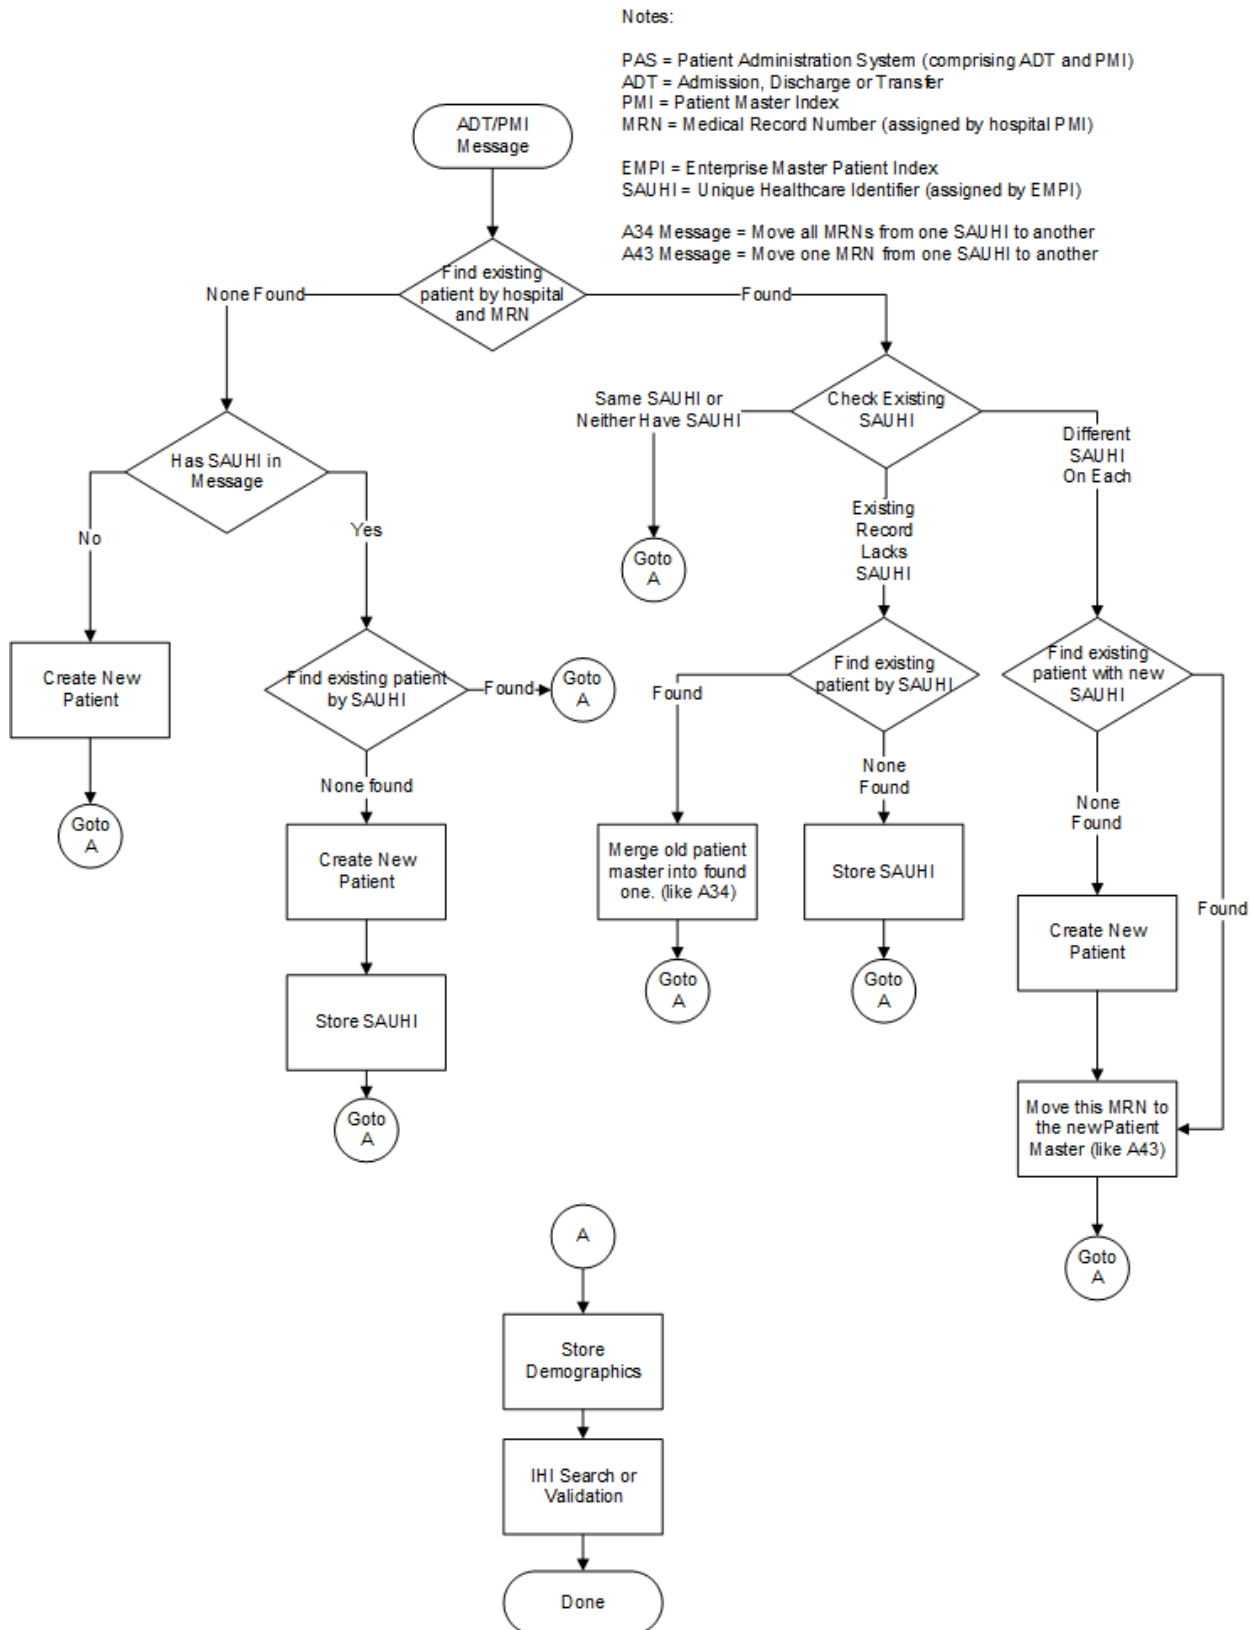 Notes:
PAS = Patient Administration System (comprising ADT and PMI)
ADT = Admission, Discharge or Transfer
PMI = Patient Master Index
MRN = Medical Record Number (assigned by hospital PMI)
EMPI = Enterprise Master Patient Index
SAUHI = Unique Healthcare Identifier (assigned by EMPI)
A34 Message = Move all MRNs from one SAUHI to another
A43 Message = Move one MRN from one SAUHI to another
ADT/PMI
Message
Find existing
patient by hospital
and MRN
None Found
Found
Has SAUHI in
Message
No
Yes
Create New
Patient
Goto
A
Find existing patient
by SAUHI
Found
Goto
A
None found
Create New
Patient
Store SAUHI
Goto
A
Check Existing
SAUHI
Same SAUHI or
Neither Have SAUHI
Goto
A
Existing
Record
Lacks
SAUHI
Different
SAUHI
On Each
Find existing
patient by SAUHI
Found
None
Found
Merge old patient
master into found
one. (like A34)
Goto
A
Store SAUHI
Goto
A
Find existing
patient with new
SAUHI
None
Found
Found
Create New
Patient
Move this MRN to
the new Patient
Master (like A43)
Goto
A
A
Store
Demographics
IHI Search or
Validation
Done